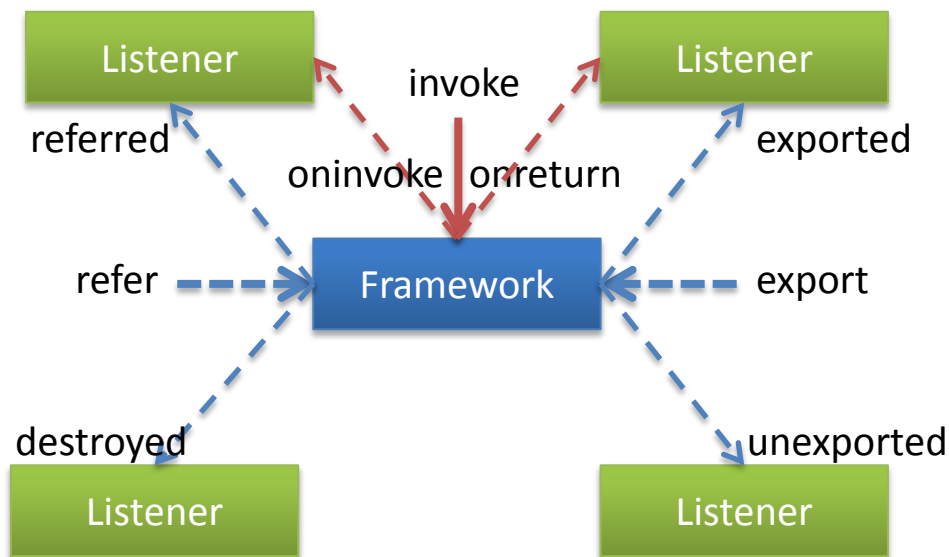 Listener
Listener
invoke
referred
exported
oninvoke
onreturn
refer
Framework
export
destroyed
unexported
Listener
Listener